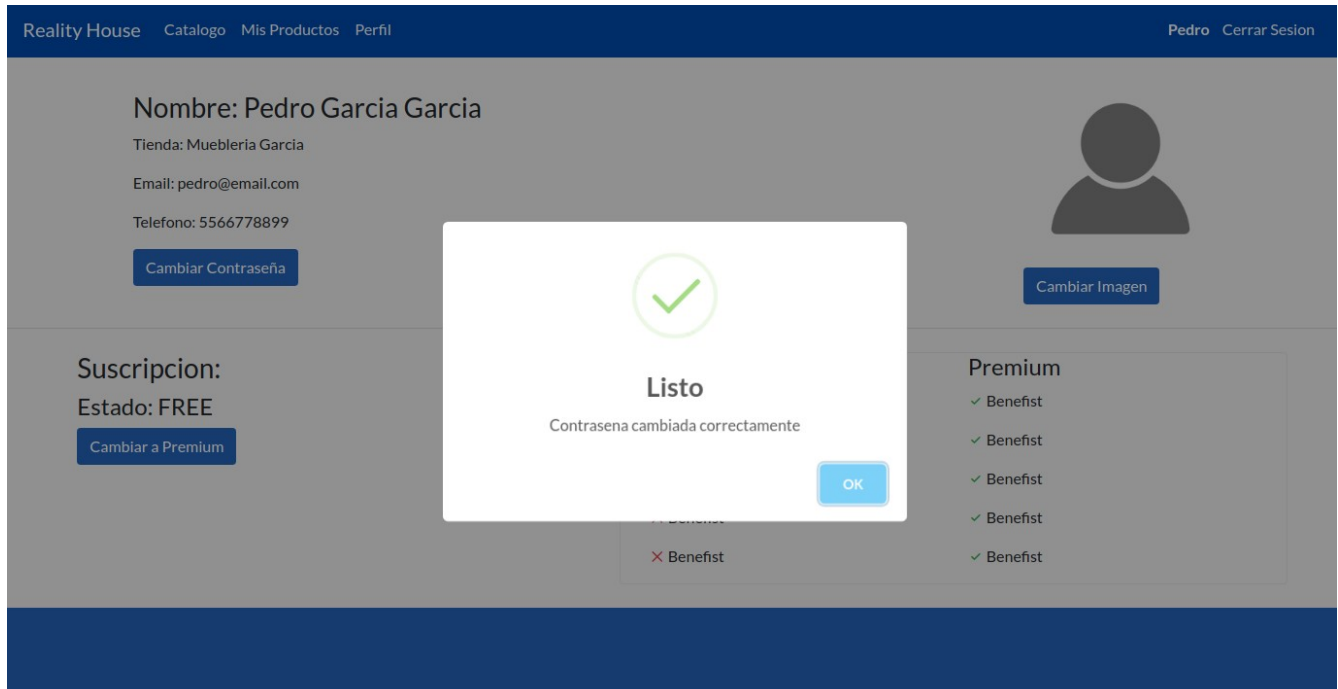 Reality House Catalogo Mis Productos Perfil Pedro Cerrar Sesion
Nombre: Pedro Garcia Garcia
Tienda: Muebleria Garcia
Email: pedro@email.com
Telefono: 5566778899
Cambiar Contraseña
Cambiar Imagen
Listo
Contrasena cambiada correctamente
OK
Suscripcion:
Estado: FREE
Cambiar a Premium
Premium
Benefist
Benefist
Benefist
Benefist
Benefist Benefist